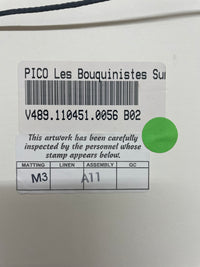 PICO Les Bouquinistes Su
V489.110451.0056 B02
This artwork has been carefully
inspected by the personnel whose
stamp appears below.
MATTING LINEN ASSEMBLY QC
M3 A11